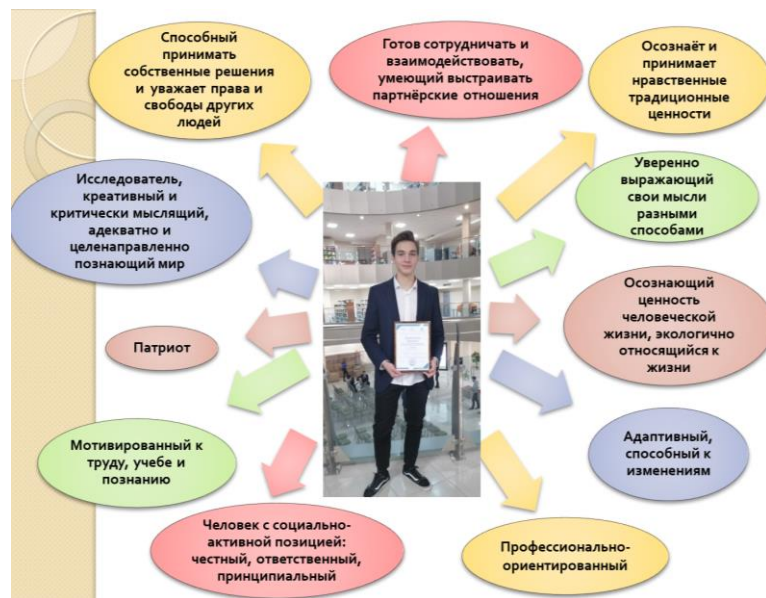 Способный
принимать
собственные решения
и уважает права и
свободы других
людей
Готов сотрудничать и
взаимодействовать,
умеющий выстраивать
партнёрские отношения
Осознаёт и
принимает
нравственные
традиционные
ценности
Исследователь,
креативный и
критически мыслящий,
адекватно и
целенаправленно
познающий мир
Уверенно
выражающий
свои мысли
разными
способами
Патриот
Осознающий
ценность
человеческой
жизни, экологично
относящийся к
жизни
Мотивированный к
труду, учебе и
познанию
Адаптивный,
способный к
изменениям
Человек с социально-
активной позицией:
честный, ответственный,
принципиальный
Профессионально-
ориентированный